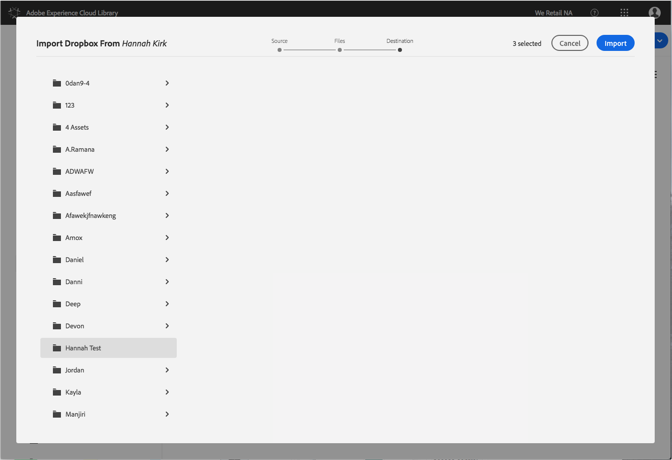 Adobe Experience Cloud Library
We Retail NA
Import Dropbox From Hannah Kirk
Source
Files
Destination
3 selected
Cancel
Import
0dan9-4
123
4 Assets
A.Ramana
ADWAFW
Aasfawef
Afawekjfnawkeng
Amox
Daniel
Danni
Deep
Devon
Hannah Test
Jordan
Kayla
Manjiri